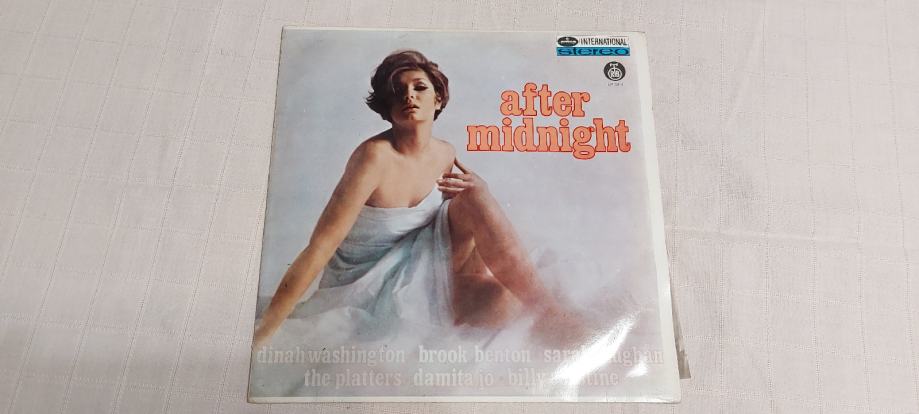 INTERNATIONAL
stereo
after
midnight
dinah washington brook benton
the platters damita jo billy